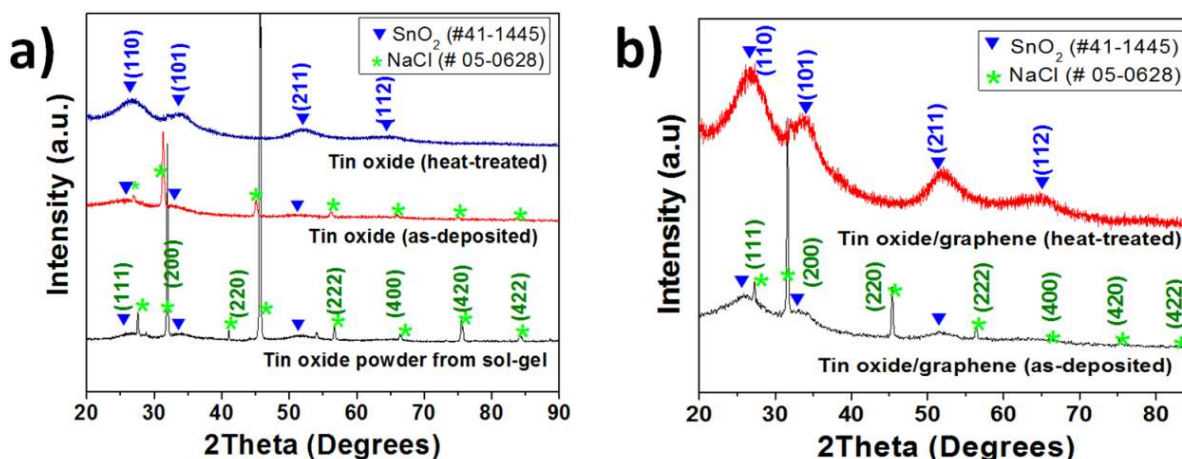 a)
Intensity (a.u.)
▼ SnO₂ (#41-1445)
* NaCl (# 05-0628)
(110)
(101)
(211)
(112)
Tin oxide (heat-treated)
Tin oxide (as-deposited)
(111)
(200)
(220)
(222)
(400)
(420)
(422)
Tin oxide powder from sol-gel
20 30 40 50 60 70 80 90
2Theta (Degrees)
b)
Intensity (a.u)
▼ SnO₂ (#41-1445)
* NaCl (# 05-0628)
(110)
(101)
(211)
(112)
Tin oxide/graphene (heat-treated)
(111)
(200)
(220)
(222)
(400)
(420)
(422)
Tin oxide/graphene (as-deposited)
20 30 40 50 60 70 80
2Theta (Degrees)